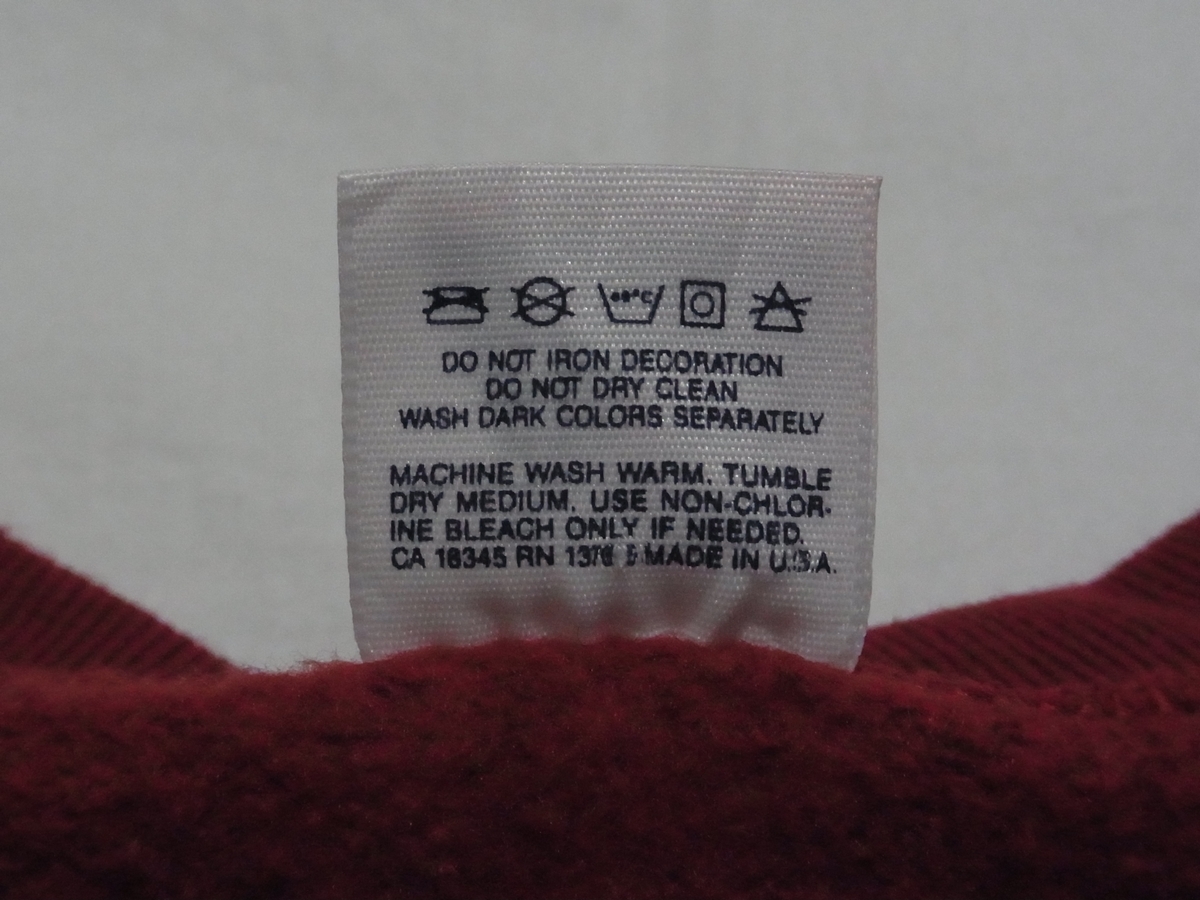 DO NOT IRON DECORATION
DO NOT DRY CLEAN
WASH DARK COLORS SEPARATELY
MACHINE WASH WARM. TUMBLE
DRY MEDIUM. USE NON-CHLOR-
INE BLEACH ONLY IF NEEDED.
CA 16345 RN MADE IN U.S.A.